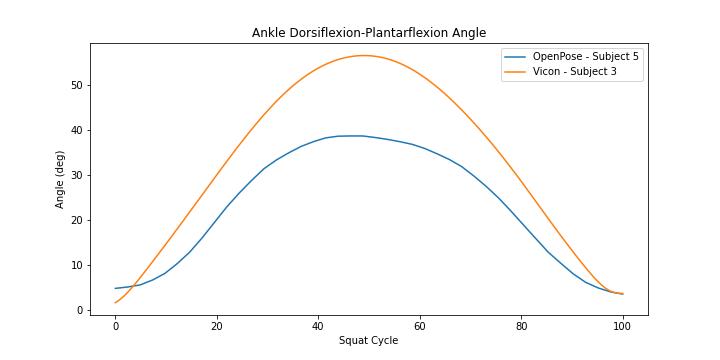 Ankle Dorsiflexion-Plantarflexion Angle
OpenPose - Subject 5
Vicon - Subject 3
Angle (deg)
50
40
30
20
10
0
0 20 40 60 80 100
Squat Cycle